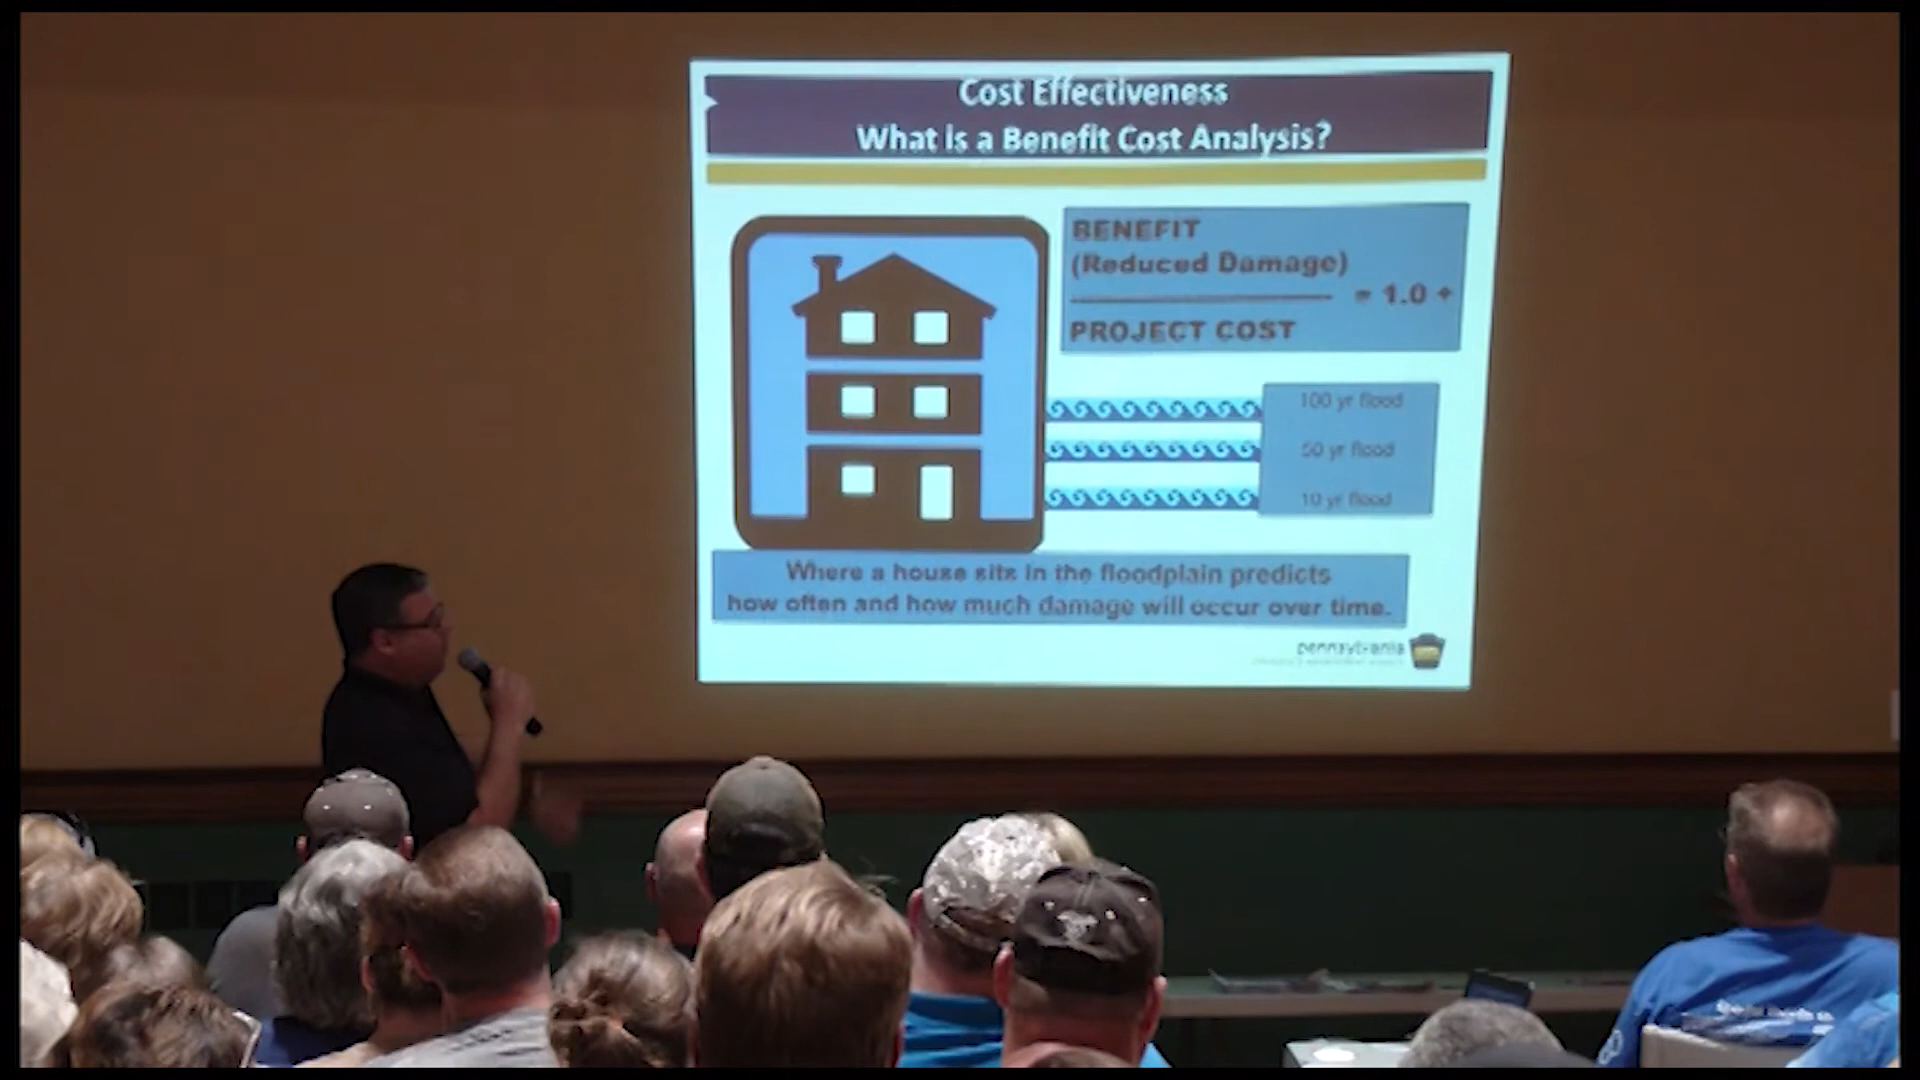 Cost Effectiveness
What is a Benefit Cost Analysis?
BENEFIT
(Reduced Damage)
= 1.0 +
PROJECT COST
100 yr flood
50 yr flood
10 yr flood
Where a house sits in the floodplain predicts
how often and how much damage will occur over time.
pennsylvania